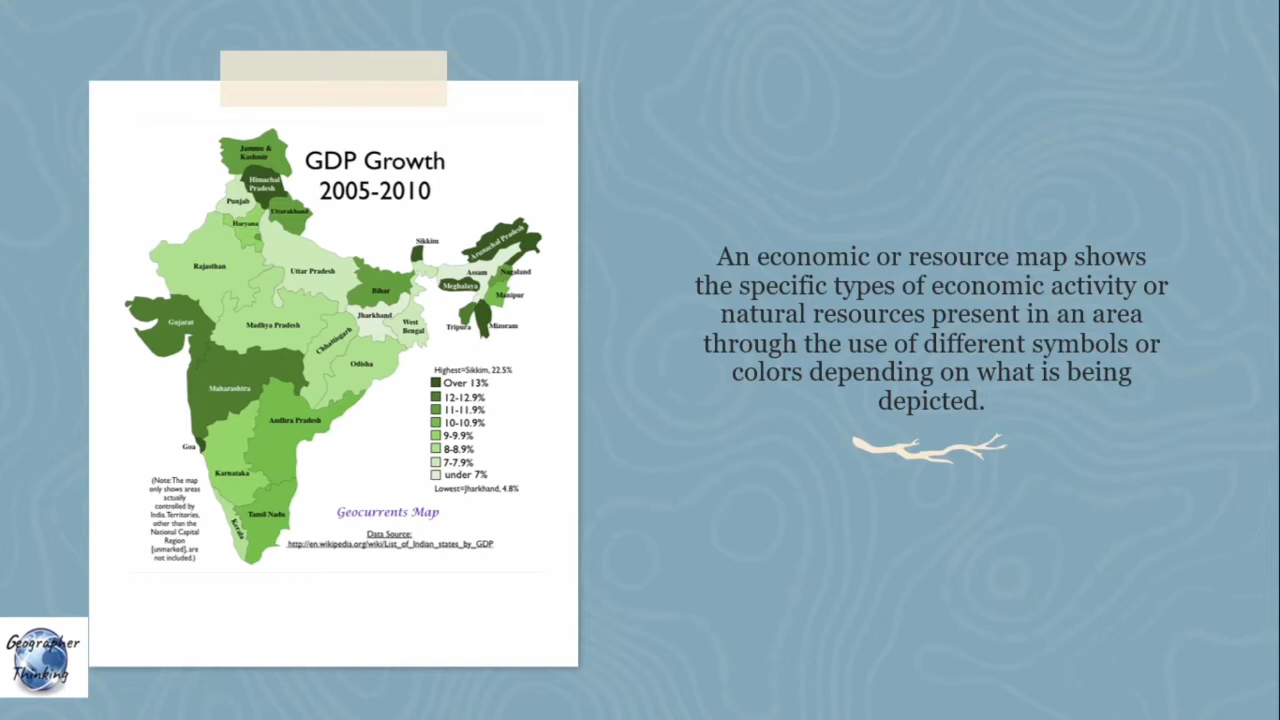 GDP Growth
2005-2010
Jammu &
Kashmir
Himachal
Pradesh
Punjab
Uttarakhand
Haryana
Sikkim
Arunachal Pradesh
Rajasthan
Uttar Pradesh
Assam
Nagaland
Bihar
Meghalaya
Manipur
Gujarat
Jharkhand
West
Bengal
Madhya Pradesh
Tripura
Mizoram
Chhattisgarh
Odisha
Maharashtra
Andhra Pradesh
Goa
Karnataka
Tamil Nadu
Kerala
Highest=Sikkim, 22.5%
Over 13%
12-12.9%
11-11.9%
10-10.9%
9-9.9%
8-8.9%
7-7.9%
under 7%
Lowest=Jharkhand, 4.8%
(Note: The map
only shows areas
actually
controlled by
India. Territories,
other than the
National Capital
Region
[unmarked], are
not included.)
Geocurrents Map
Data Source:
http://en.wikipedia.org/wiki/List_of_Indian_states_by_GDP
An economic or resource map shows
the specific types of economic activity or
natural resources present in an area
through the use of different symbols or
colors depending on what is being
depicted.
Geographer
Thinking